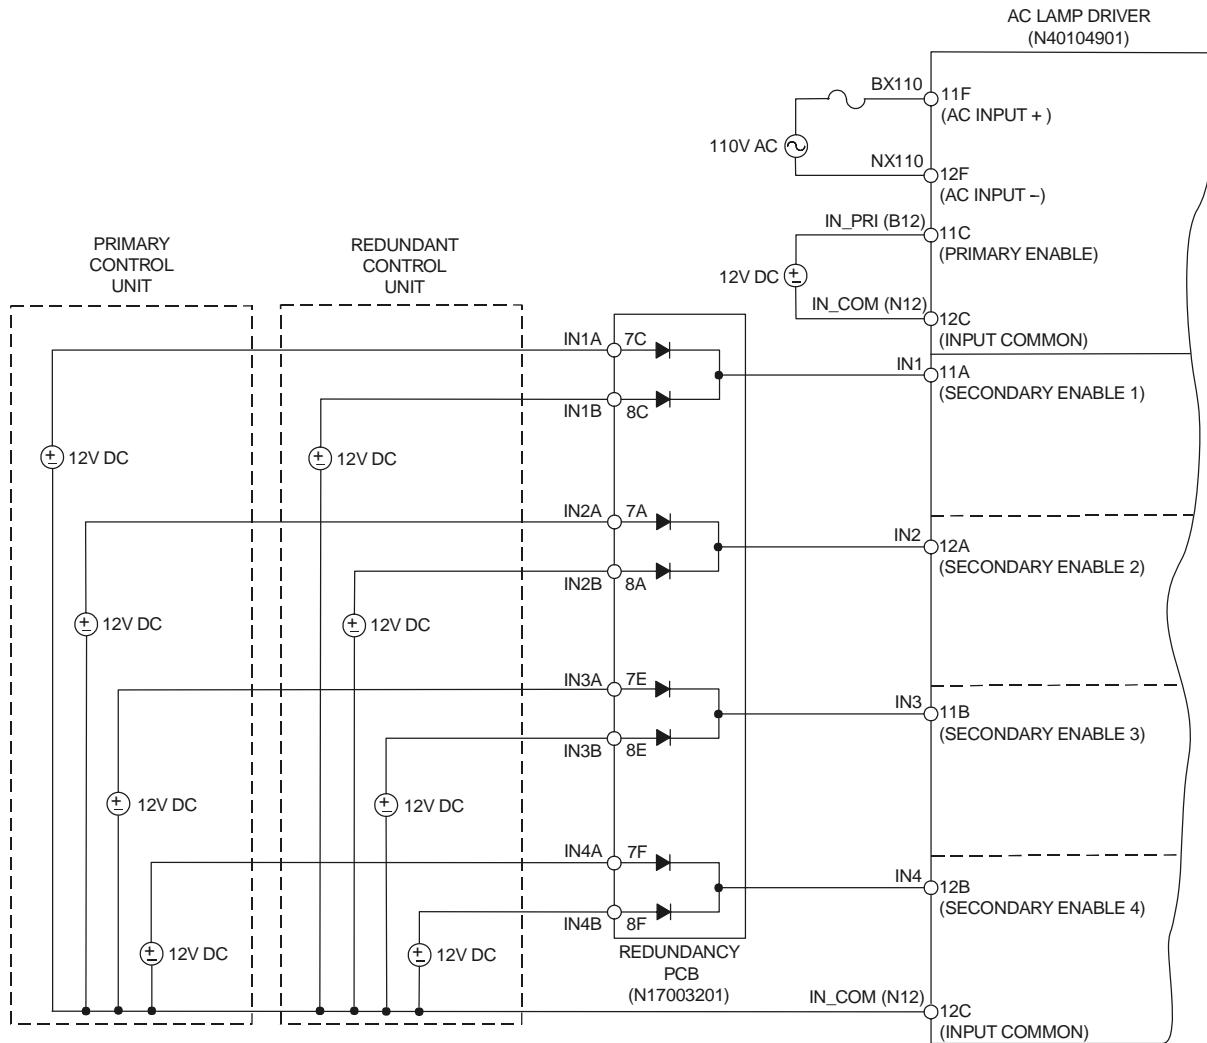 AC LAMP DRIVER
(N40104901)
BX110
11F
(AC INPUT + )
110V AC
NX110
12F
(AC INPUT –)
IN_PRI (B12)
11C
(PRIMARY ENABLE)
12V DC
IN_COM (N12)
12C
(INPUT COMMON)
PRIMARY
CONTROL
UNIT
REDUNDANT
CONTROL
UNIT
IN1A
7C
IN1
11A
(SECONDARY ENABLE 1)
IN1B
8C
12V DC
12V DC
IN2A
7A
IN2
12A
(SECONDARY ENABLE 2)
IN2B
8A
12V DC
12V DC
IN3A
7E
IN3
11B
(SECONDARY ENABLE 3)
IN3B
8E
12V DC
12V DC
IN4A
7F
IN4
12B
(SECONDARY ENABLE 4)
IN4B
8F
12V DC
12V DC
REDUNDANCY
PCB
(N17003201)
IN_COM (N12)
12C
(INPUT COMMON)